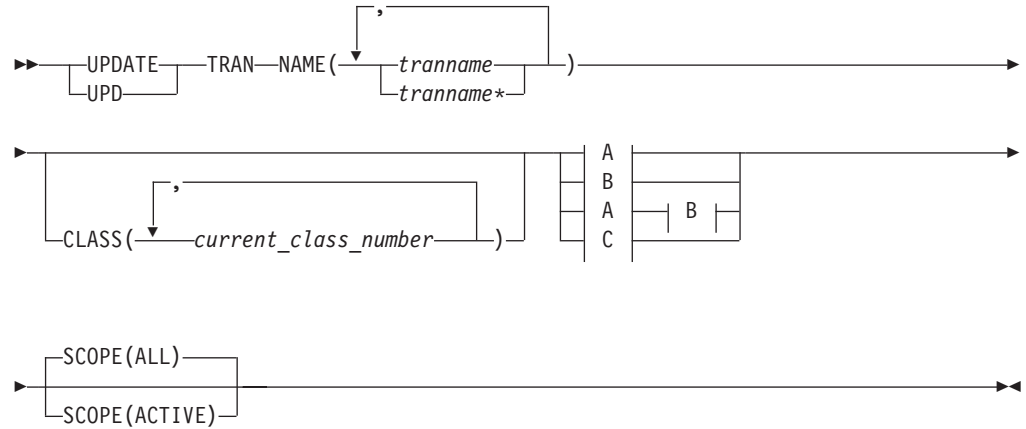 ,
UPDATE TRAN NAME( tranname )
UPD tranname*
A
, B
CLASS( current_class_number ) A B
C
SCOPE(ALL)
SCOPE(ACTIVE)